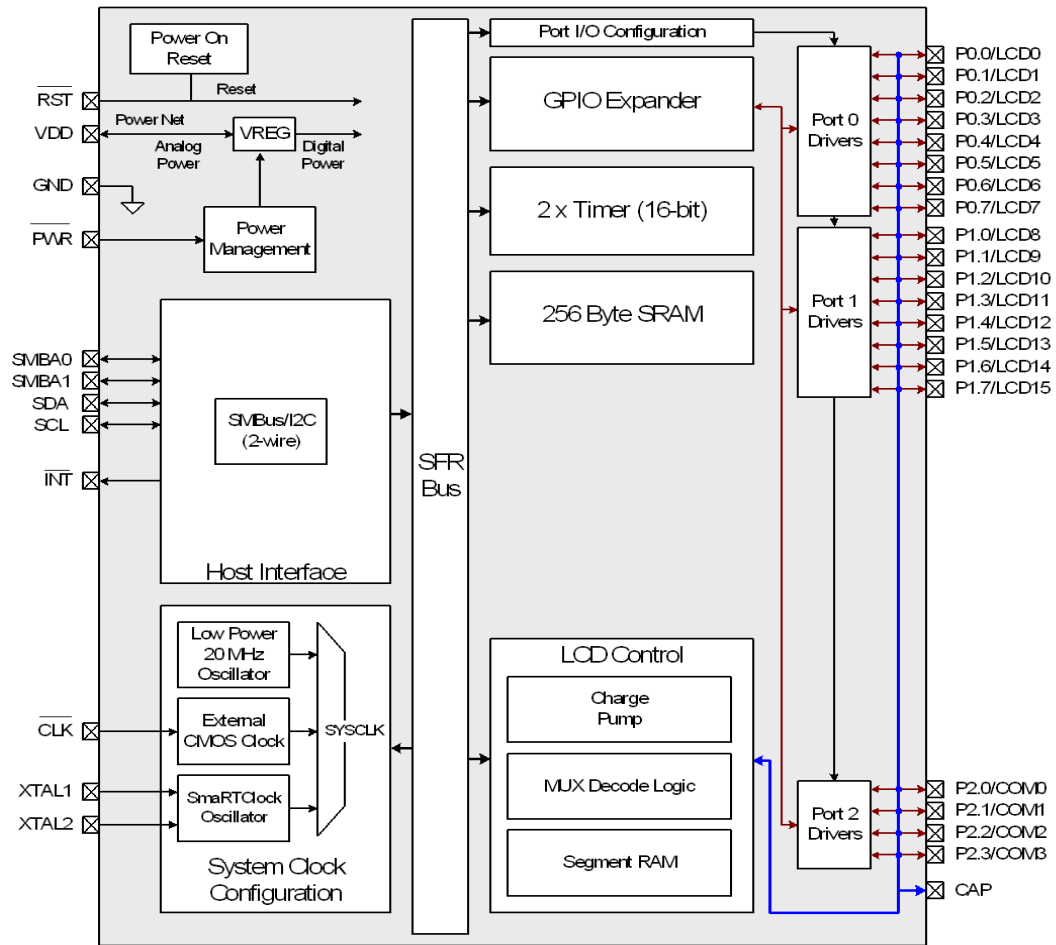 Power On
Reset
RST
Reset
VDD
Power Net
Analog
Power
VREG
Digital
Power
GND
PWR
Power
Management
SMBA0
SMBA1
SDA
SCL
INT
SMBus/I2C
(2-wire)
Host Interface
Low Power
20 MHz
Oscillator
CLK
External
CMOS Clock
SYSCLK
XTAL1
XTAL2
SmaRTClock
Oscillator
System Clock
Configuration
SFR
Bus
Port I/O Configuration
GPIO Expander
2 x Timer (16-bit)
256 Byte SRAM
LCD Control
Charge
Pump
MUX Decode Logic
Segment RAM
Port 0
Drivers
Port 1
Drivers
Port 2
Drivers
P0.0/LCD0
P0.1/LCD1
P0.2/LCD2
P0.3/LCD3
P0.4/LCD4
P0.5/LCD5
P0.6/LCD6
P0.7/LCD7
P1.0/LCD8
P1.1/LCD9
P1.2/LCD10
P1.3/LCD11
P1.4/LCD12
P1.5/LCD13
P1.6/LCD14
P1.7/LCD15
P2.0/COM0
P2.1/COM1
P2.2/COM2
P2.3/COM3
CAP